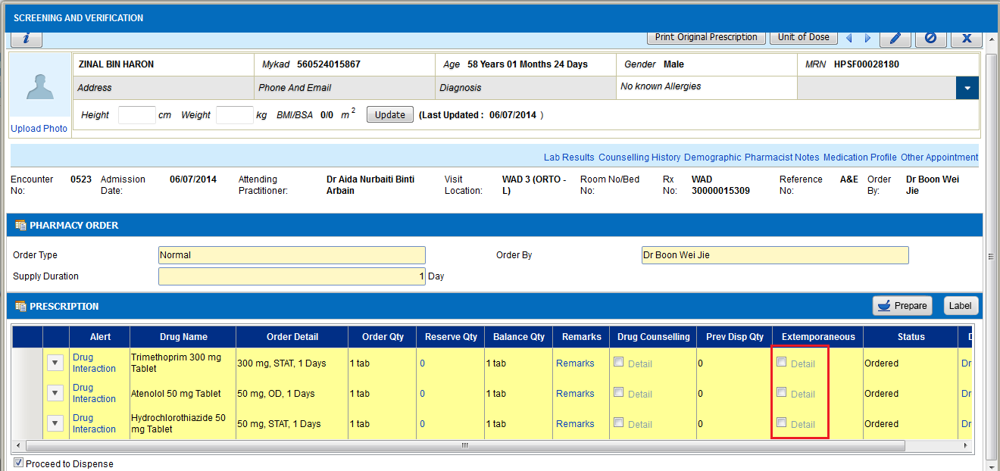 SCREENING AND VERIFICATION
i Print Original Prescription Unit of Dose X
ZINAL BIN HARON Mykad 560524015867 Age 58 Years 01 Months 24 Days Gender Male MRN HPSF00028180
Address Phone And Email Diagnosis No known Allergies
Height cm Weight kg BMI/BSA 0/0 m 2 Update (Last Updated : 06/07/2014 )
Upload Photo
Lab Results Counselling History Demographic Pharmacist Notes Medication Profile Other Appointment
Encounter 0523 Admission 06/07/2014 Attending Dr Aida Nurbaiti Binti Visit WAD 3 (ORTO - Room No/Bed Rx WAD Reference A&E Order Dr Boon Wei
No: Date: Practitioner: Arbain Location: L) No: No: 30000015309 No: By: Jie
PHARMACY ORDER
Order Type Normal Order By Dr Boon Wei Jie
Supply Duration 1 Day
PRESCRIPTION Prepare Label
Alert Drug Name Order Detail Order Qty Reserve Qty Balance Qty Remarks Drug Counselling Prev Disp Qty Extemporaneous Status D
Drug Interaction Trimethoprim 300 mg Tablet 300 mg, STAT, 1 Days 1 tab 0 1 tab Remarks Detail 0 Detail Ordered Dr
Drug Interaction Atenolol 50 mg Tablet 50 mg, OD, 1 Days 1 tab 0 1 tab Remarks Detail 0 Detail Ordered Dr
Drug Interaction Hydrochlorothiazide 50 mg Tablet 50 mg, STAT, 1 Days 1 tab 0 1 tab Remarks Detail 0 Detail Ordered Dr
Proceed to Dispense